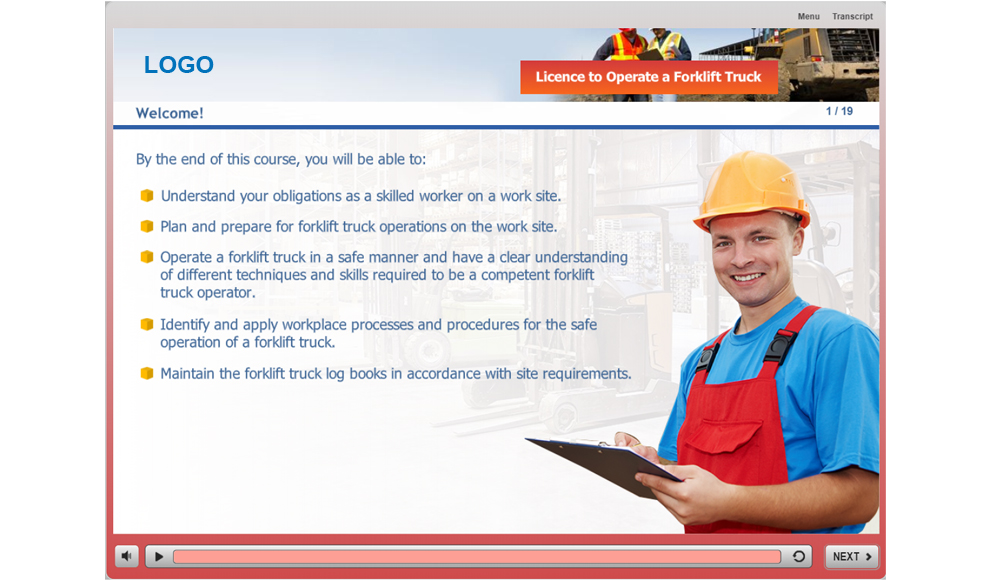 Menu Transcript
LOGO
Licence to Operate a Forklift Truck
Welcome!
1 / 19
By the end of this course, you will be able to:
Understand your obligations as a skilled worker on a work site.
Plan and prepare for forklift truck operations on the work site.
Operate a forklift truck in a safe manner and have a clear understanding
of different techniques and skills required to be a competent forklift
truck operator.
Identify and apply workplace processes and procedures for the safe
operation of a forklift truck.
Maintain the forklift truck log books in accordance with site requirements.
NEXT